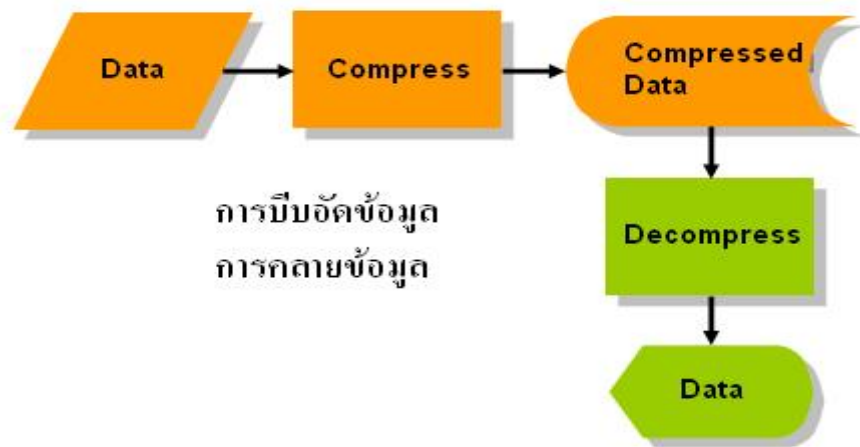 Data
Compress
Compressed
Data
การบีบอัดข้อมูล
การคลายข้อมูล
Decompress
Data